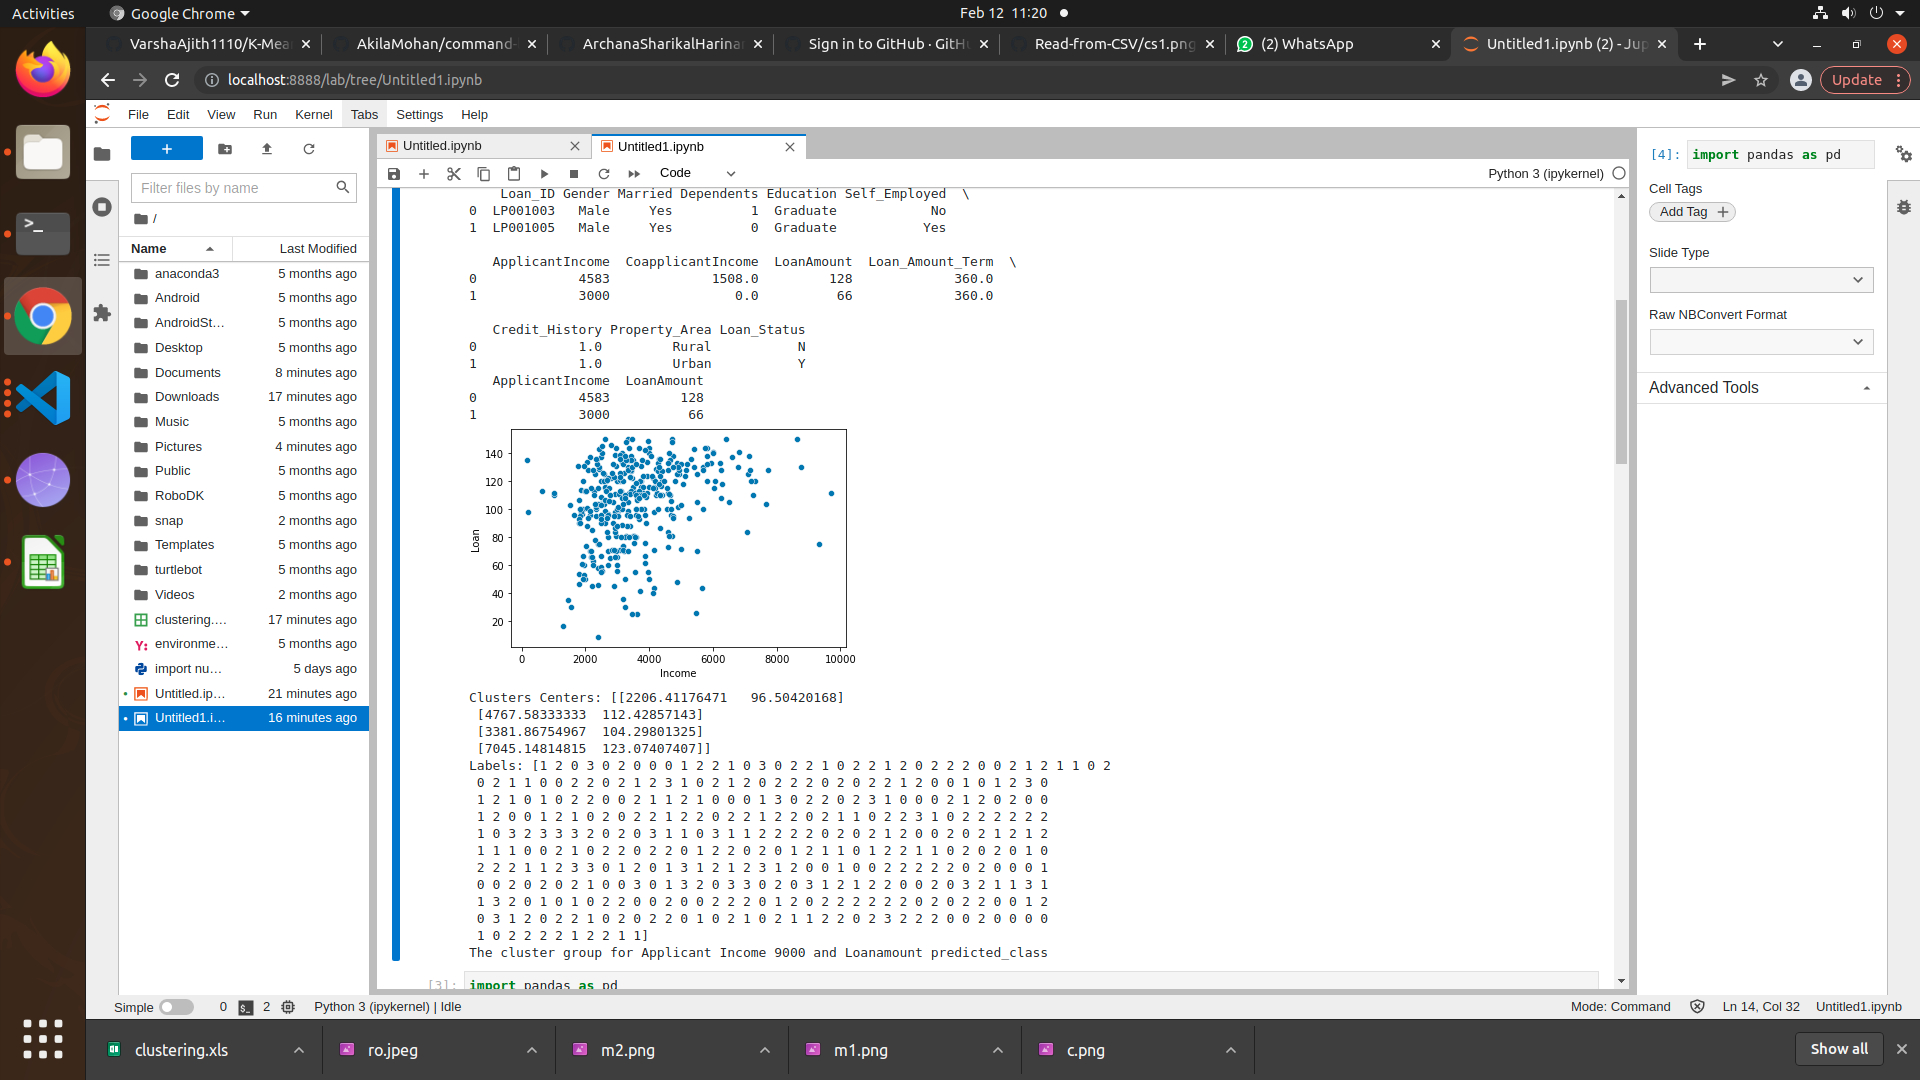 Activities
Google Chrome
Feb 12 11:20
VarshaAjith1110/K-Mea
AkilaMohan/command-
ArchanaSharikalHarina
Sign in to GitHub · GitHu
Read-from-CSV/cs1.png
(2) WhatsApp
Untitled1.ipynb (2) - Jup
localhost:8888/lab/tree/Untitled1.ipynb
Update
File Edit View Run Kernel Tabs Settings Help
Filter files by name
/
Name Last Modified
anaconda3 5 months ago
Android 5 months ago
AndroidSt... 5 months ago
Desktop 5 months ago
Documents 8 minutes ago
Downloads 17 minutes ago
Music 5 months ago
Pictures 4 minutes ago
Public 5 months ago
RoboDK 5 months ago
snap 2 months ago
Templates 5 months ago
turtlebot 5 months ago
Videos 2 months ago
clustering.... 17 minutes ago
environme... 5 months ago
import nu... 5 days ago
Untitled.ip... 21 minutes ago
Untitled1.i... 16 minutes ago
Untitled.ipynb
Untitled1.ipynb
Code
Python 3 (ipykernel)
Loan_ID Gender Married Dependents Education Self_Employed \
0 LP001003 Male Yes 1 Graduate No
1 LP001005 Male Yes 0 Graduate Yes
ApplicantIncome CoapplicantIncome LoanAmount Loan_Amount_Term \
0 4583 1508.0 128 360.0
1 3000 0.0 66 360.0
Credit_History Property_Area Loan_Status
0 1.0 Rural N
1 1.0 Urban Y
ApplicantIncome LoanAmount
0 4583 128
1 3000 66
140
120
100
80
60
40
20
Loan
0 2000 4000 6000 8000 10000
Income
Clusters Centers: [[2206.41176471 96.50420168]
[4767.58333333 112.42857143]
[3381.86754967 104.29801325]
[7045.14814815 123.07407407]]
Labels: [1 2 0 3 0 2 0 0 0 1 2 2 1 0 3 0 2 2 1 0 2 2 1 2 0 2 2 2 0 0 2 1 2 1 1 0 2
0 2 1 1 0 0 2 2 0 2 1 2 3 1 0 2 1 2 0 2 2 2 0 2 0 2 2 1 2 0 0 1 0 1 2 3 0
1 2 1 0 1 0 2 2 0 0 2 1 1 2 1 0 0 0 1 3 0 2 2 0 2 3 1 0 0 0 2 1 2 0 2 0 0
1 2 0 0 1 2 1 0 2 0 2 2 1 2 2 0 2 2 1 2 2 0 2 1 1 0 2 2 3 1 0 2 2 2 2 2 2
1 0 3 2 3 3 3 2 0 2 0 3 1 1 0 3 1 1 2 2 2 2 0 2 0 2 1 2 0 0 2 0 2 1 2 1 2
1 1 1 0 0 2 1 0 2 2 0 2 2 0 1 2 2 0 2 0 1 2 1 1 0 1 2 2 1 1 0 2 0 2 0 1 0
2 2 2 1 1 2 3 3 0 1 2 0 1 3 1 2 1 2 3 1 2 0 0 1 0 0 2 2 2 2 2 0 2 0 0 0 1
0 0 2 0 2 0 2 1 0 0 3 0 1 3 2 0 3 3 0 2 0 3 1 2 1 2 2 0 0 2 0 3 2 1 1 3 1
1 3 2 0 1 0 1 0 2 2 0 0 2 0 0 2 2 2 0 1 2 0 2 2 2 2 2 2 0 2 0 2 2 0 0 1 2
0 3 1 2 0 2 2 1 0 2 0 2 2 0 1 0 2 1 0 2 1 1 2 2 0 2 3 2 2 2 0 0 2 0 0 0 0
1 0 2 2 2 2 1 2 2 1 1]
The cluster group for Applicant Income 9000 and Loanamount predicted_class
[3]: import pandas as pd
[4]: import pandas as pd
Cell Tags
Add Tag
Slide Type
Raw NBConvert Format
Advanced Tools
Simple 0 2 Python 3 (ipykernel) | Idle
Mode: Command Ln 14, Col 32 Untitled1.ipynb
clustering.xls
ro.jpeg
m2.png
m1.png
c.png
Show all